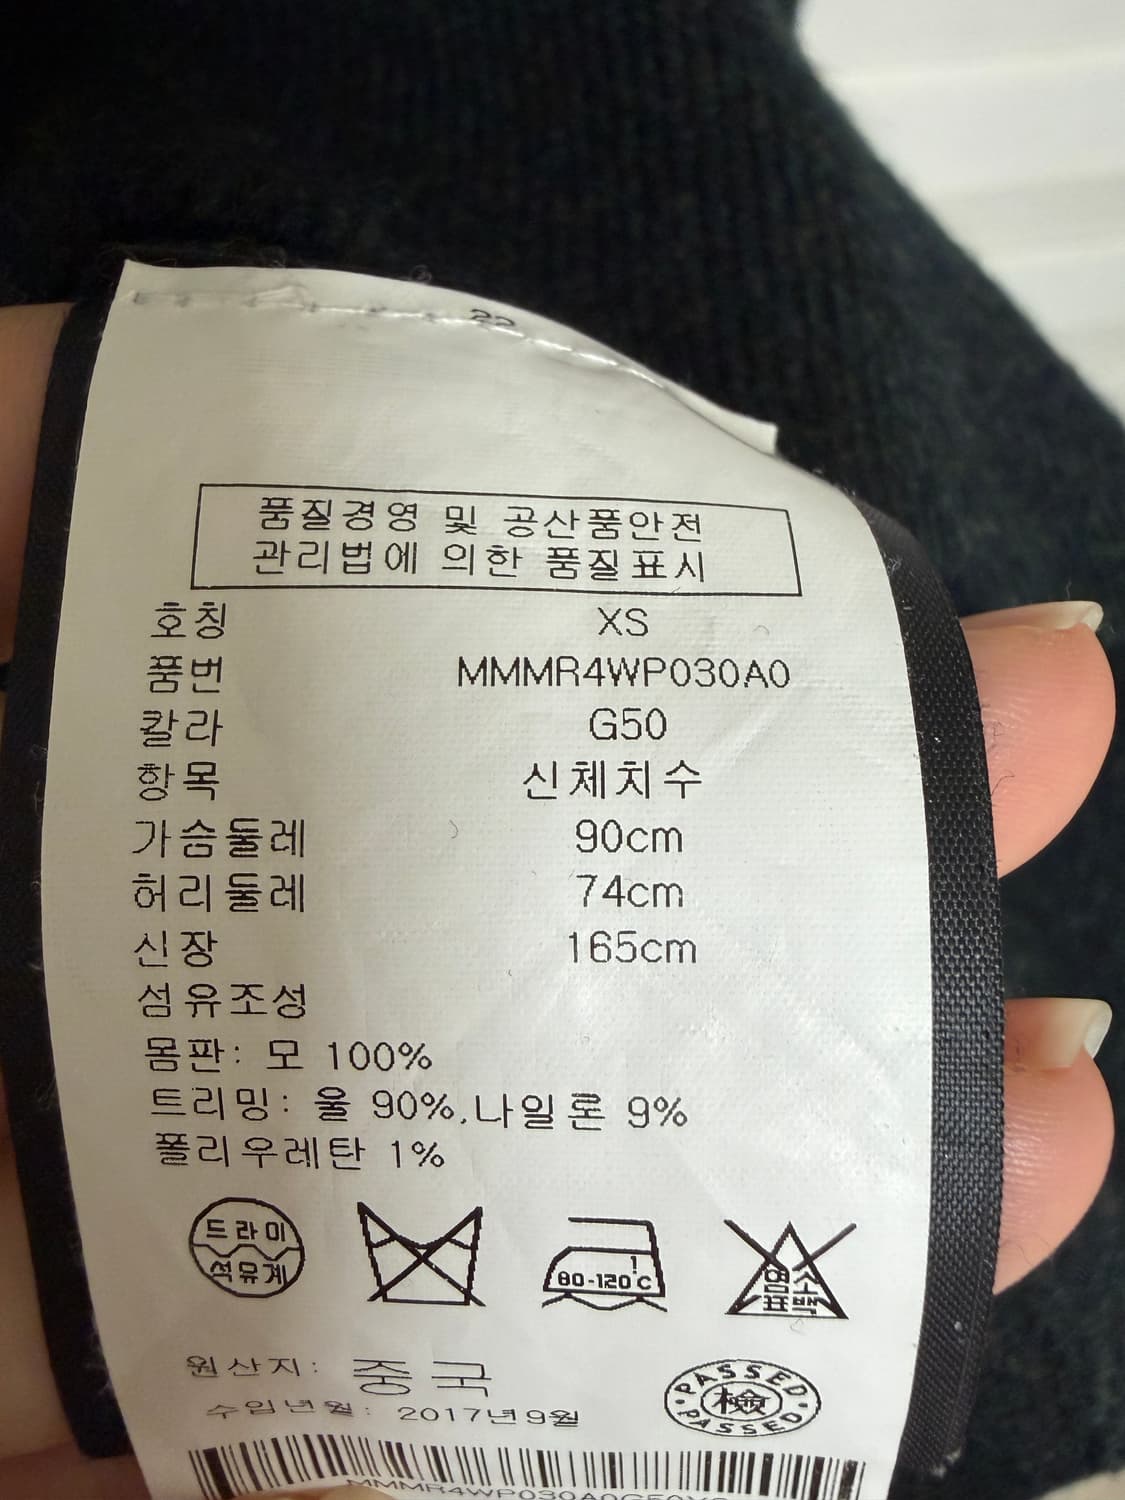 22
품질경영 및 공산품안전
관리법에 의한 품질표시
호칭 XS
품번 MMMR4WP030A0
칼라 G50
항목 신체치수
가슴둘레 90cm
허리둘레 74cm
신장 165cm
섬유조성
몸판: 모 100%
트리밍: 울 90%,나일론 9%
폴리우레탄 1%
드라이
석유계
80-120℃
염소
표백
원산지: 중국
수입년월: 2017년9월
PASSED
檢
PASSED
MMMR4WP030A0G50XS